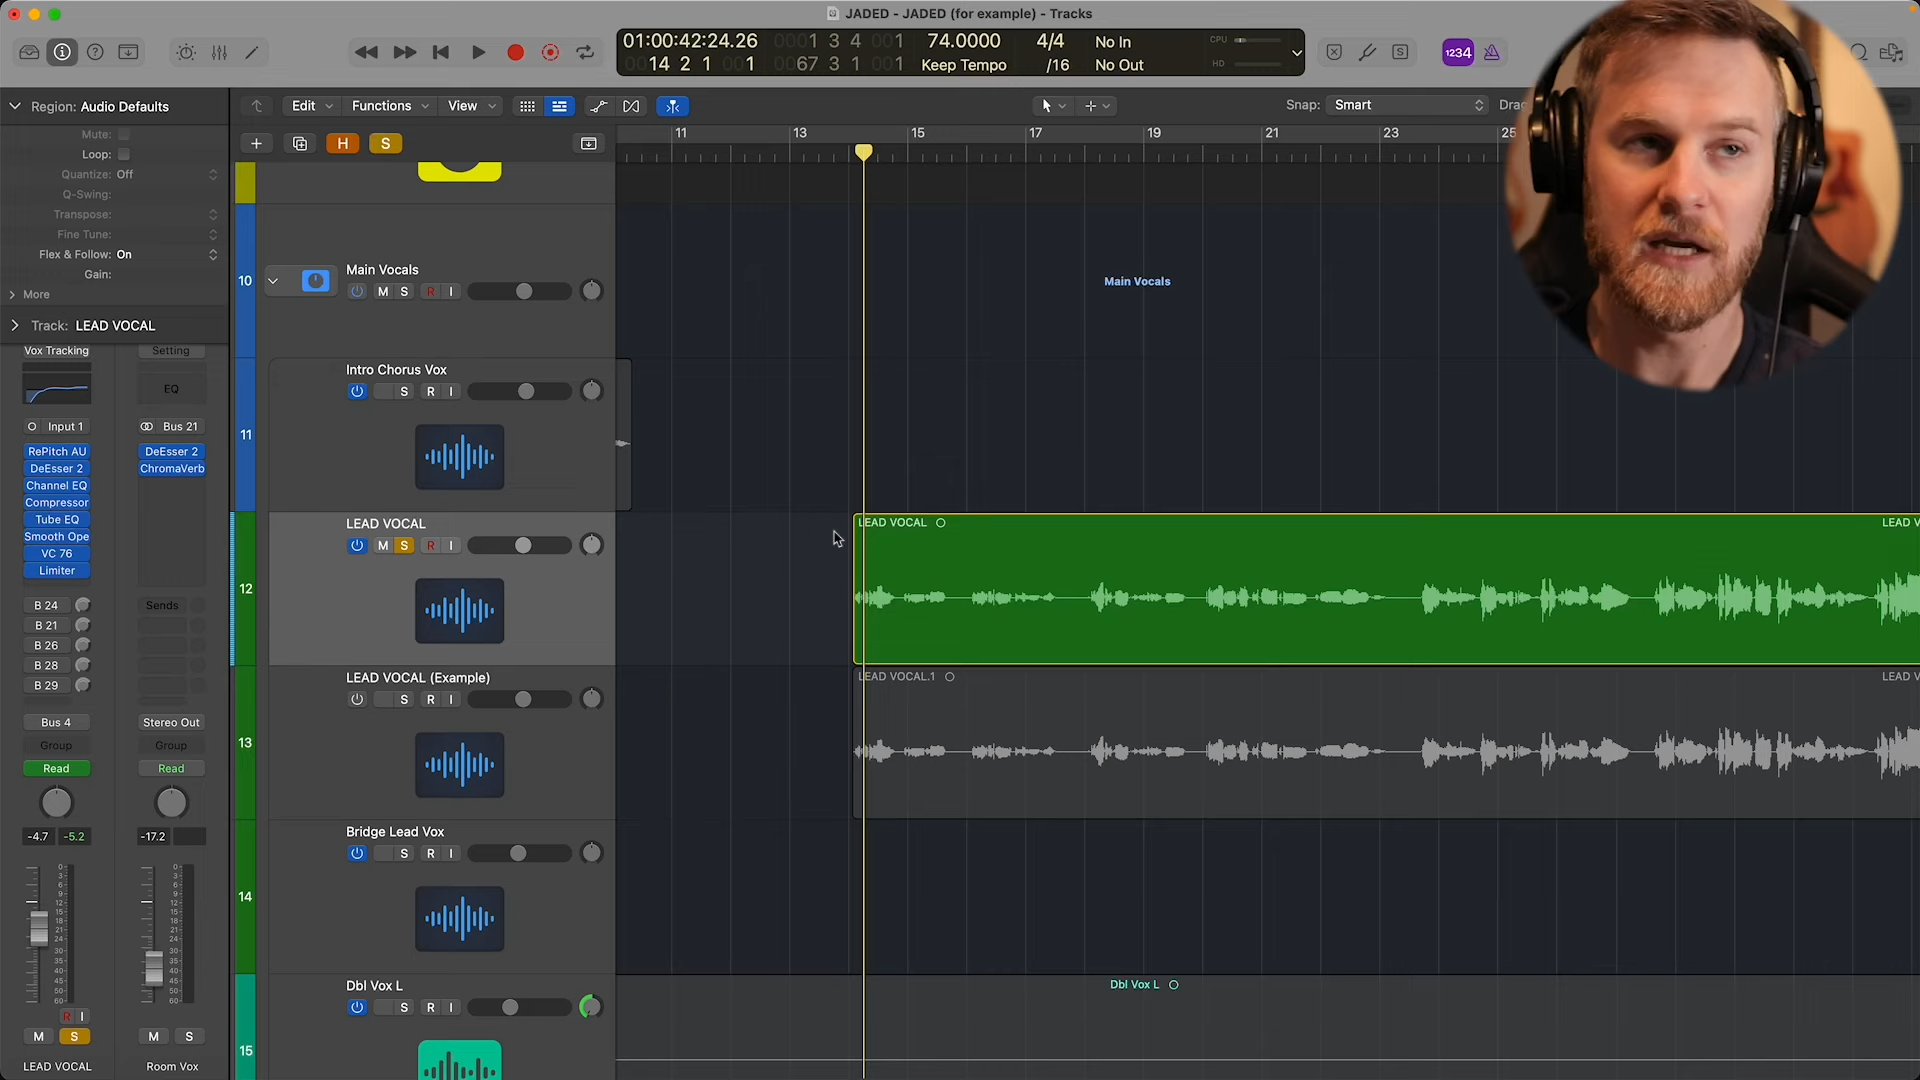 JADED - JADED (for example) - Tracks
01:00:42:24.26
0001 3 4 001
74.0000
4/4
No In
CPU
0014 2 1 001
0067 3 1 001
Keep Tempo
/16
No Out
HD
1234
Region: Audio Defaults
Edit
Functions
View
Snap: Smart
Drag
Mute:
Loop:
Quantize: Off
Q-Swing:
Transpose:
Fine Tune:
Flex & Follow: On
Gain:
More
Track: LEAD VOCAL
H
S
11
13
15
17
19
21
23
25
Vox Tracking
Setting
EQ
Input 1
Bus 21
RePitch AU
DeEsser 2
DeEsser 2
ChromaVerb
Channel EQ
Compressor
Tube EQ
Smooth Ope
VC 76
Limiter
B 24
Sends
B 21
B 26
B 28
B 29
Bus 4
Stereo Out
Group
Group
Read
Read
-4.7
-5.2
-17.2
R I
M S
M S
LEAD VOCAL
Room Vox
10
Main Vocals
M S R I
Main Vocals
11
Intro Chorus Vox
S R I
12
LEAD VOCAL
M S R I
LEAD VOCAL
LEAD V
13
LEAD VOCAL (Example)
S R I
LEAD VOCAL.1
LEAD V
14
Bridge Lead Vox
S R I
15
Dbl Vox L
S R I
Dbl Vox L